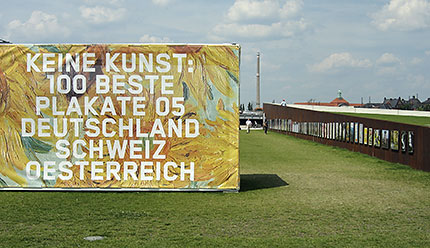 KEINE KUNST:
100 BESTE
PLAKATE 05
DEUTSCHLAND
SCHWEIZ
OESTERREICH